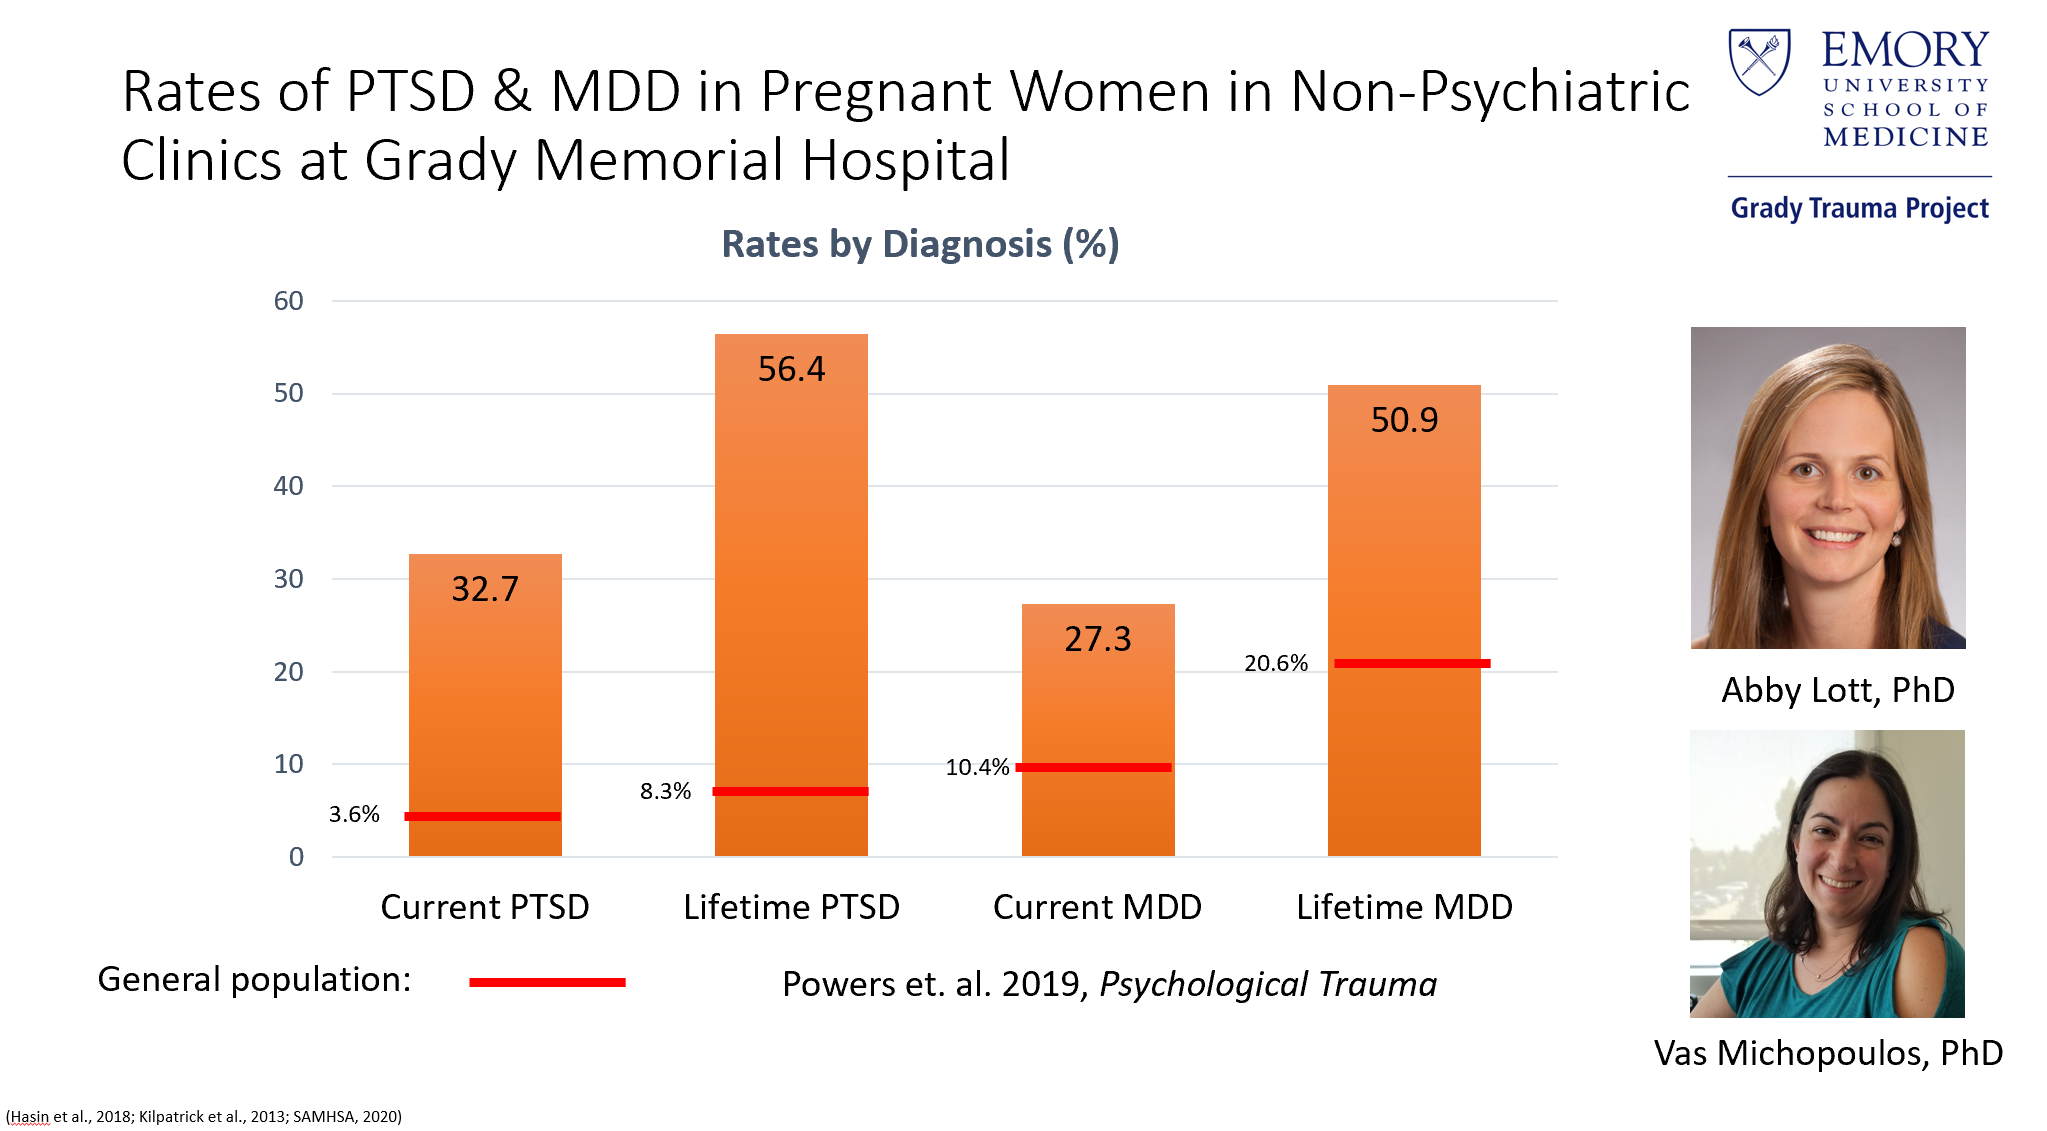 Rates of PTSD & MDD in Pregnant Women in Non-Psychiatric
Clinics at Grady Memorial Hospital
EMORY
UNIVERSITY
SCHOOL OF
MEDICINE
Grady Trauma Project
Rates by Diagnosis (%)
60
50
40
30
20
10
0
32.7
56.4
27.3
50.9
3.6%
8.3%
10.4%
20.6%
Current PTSD
Lifetime PTSD
Current MDD
Lifetime MDD
General population:
Powers et. al. 2019, Psychological Trauma
Abby Lott, PhD
Vas Michopoulos, PhD
(Hasin et al., 2018; Kilpatrick et al., 2013; SAMHSA, 2020)